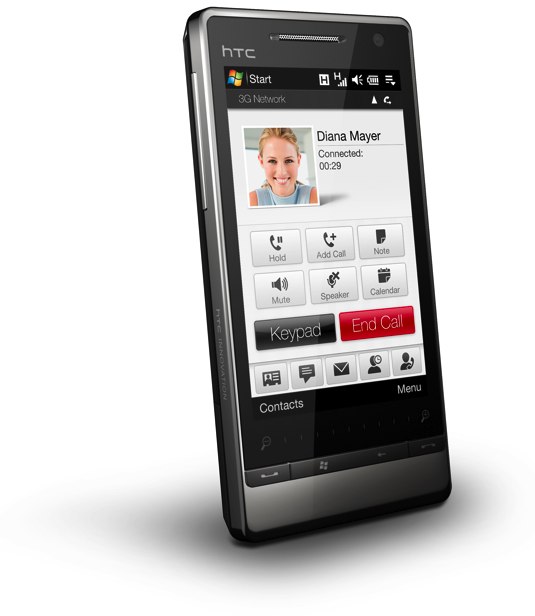 hTC
Start
H
H
3G Network
Diana Mayer
Connected:
00:29
Hold
Add Call
Note
Mute
Speaker
Calendar
Keypad
End Call
Contacts
Menu
HTC INNOVATION